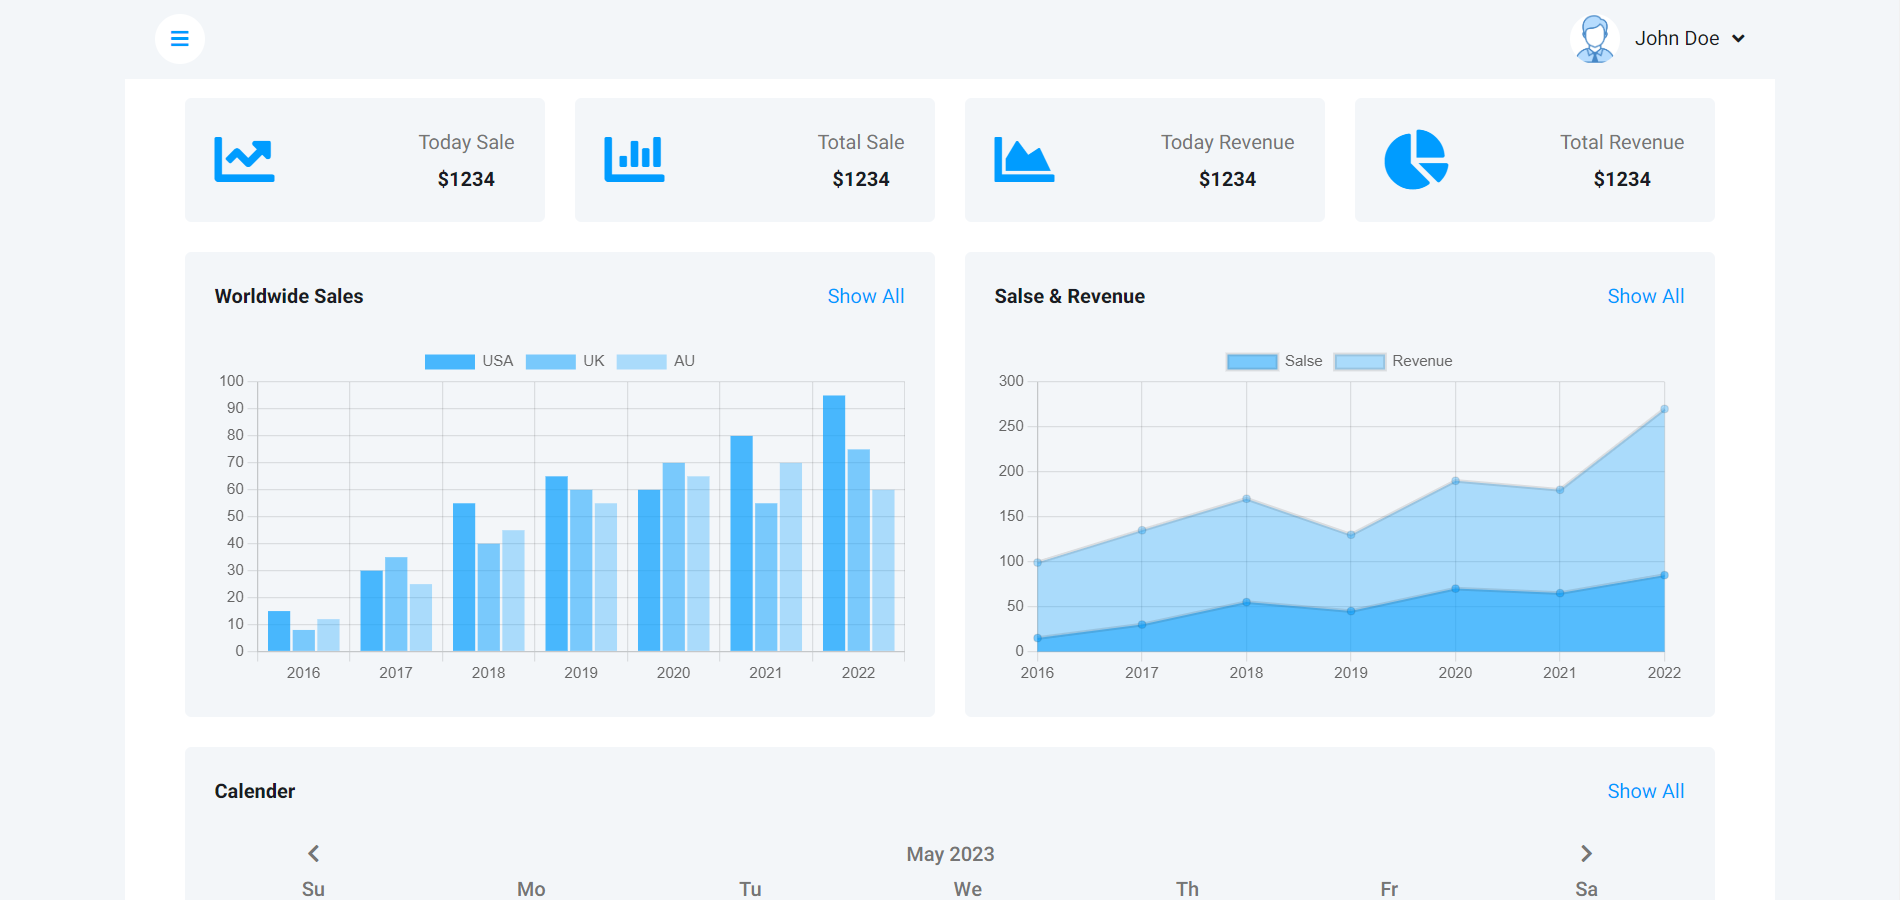 John Doe
Today Sale
$1234
Total Sale
$1234
Today Revenue
$1234
Total Revenue
$1234
Worldwide Sales
Show All
USA UK AU
100
90
80
70
60
50
40
30
20
10
0
2016 2017 2018 2019 2020 2021 2022
Salse & Revenue
Show All
Salse Revenue
300
250
200
150
100
50
0
2016 2017 2018 2019 2020 2021 2022
Calender
Show All
May 2023
Su Mo Tu We Th Fr Sa